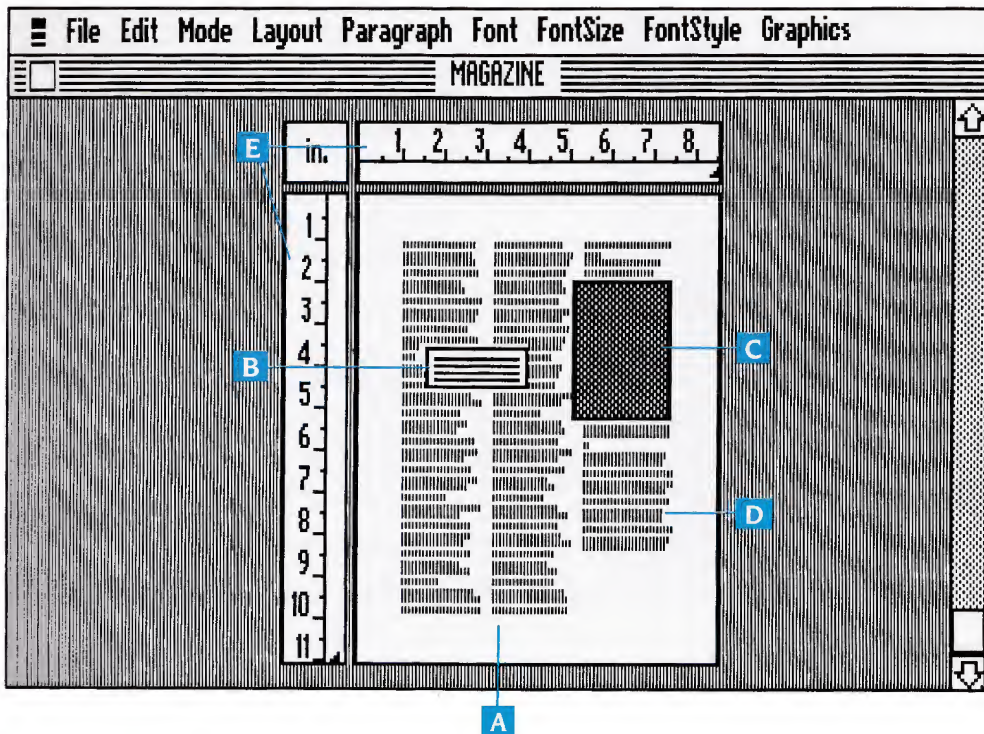 File Edit Mode Layout Paragraph Font FontSize FontStyle Graphics
MAGAZINE
E
in.
1 2 3 4 5 6 7 8
1
2
3
4
5
6
7
8
9
10
11
B
C
D
A